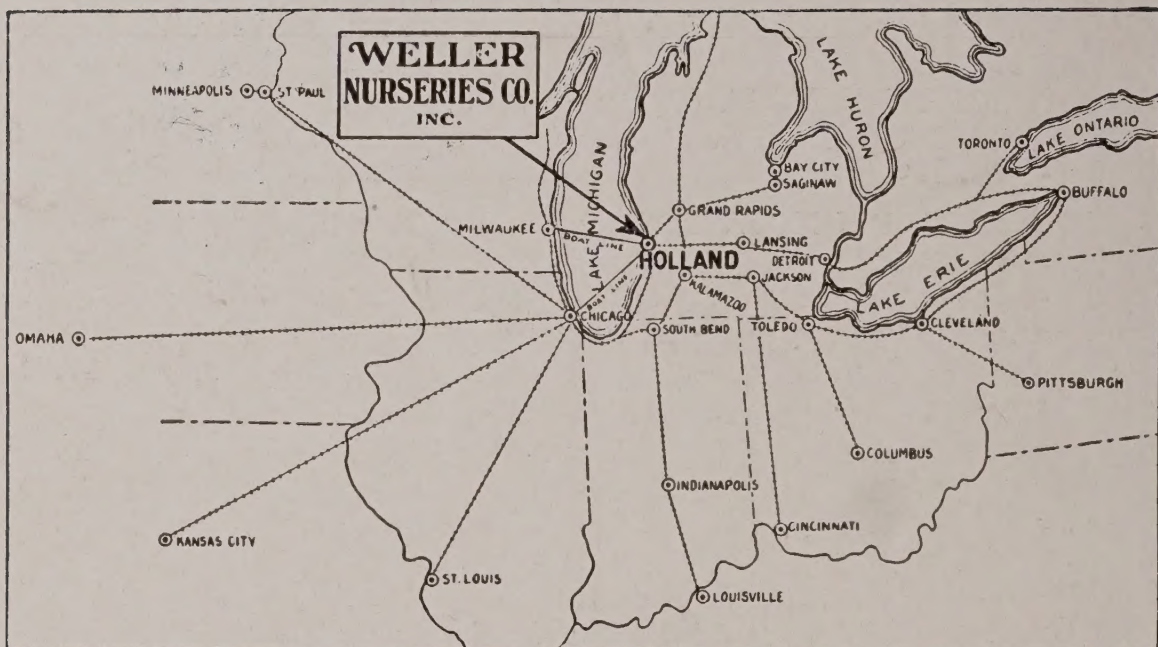 WELLER
NURSERIES CO.
INC.
MINNEAPOLIS
ST. PAUL
LAKE HURON
LAKE ONTARIO
TORONTO
BAY CITY
SAGINAW
BUFFALO
LAKE MICHIGAN
GRAND RAPIDS
MILWAUKEE
BOAT LINE
HOLLAND
LANSING
DETROIT
JACKSON
KALAMAZOO
LAKE ERIE
BOAT LINE
CHICAGO
OMAHA
SOUTH BEND
TOLEDO
CLEVELAND
PITTSBURGH
COLUMBUS
INDIANAPOLIS
CINCINNATI
KANSAS CITY
ST. LOUIS
LOUISVILLE